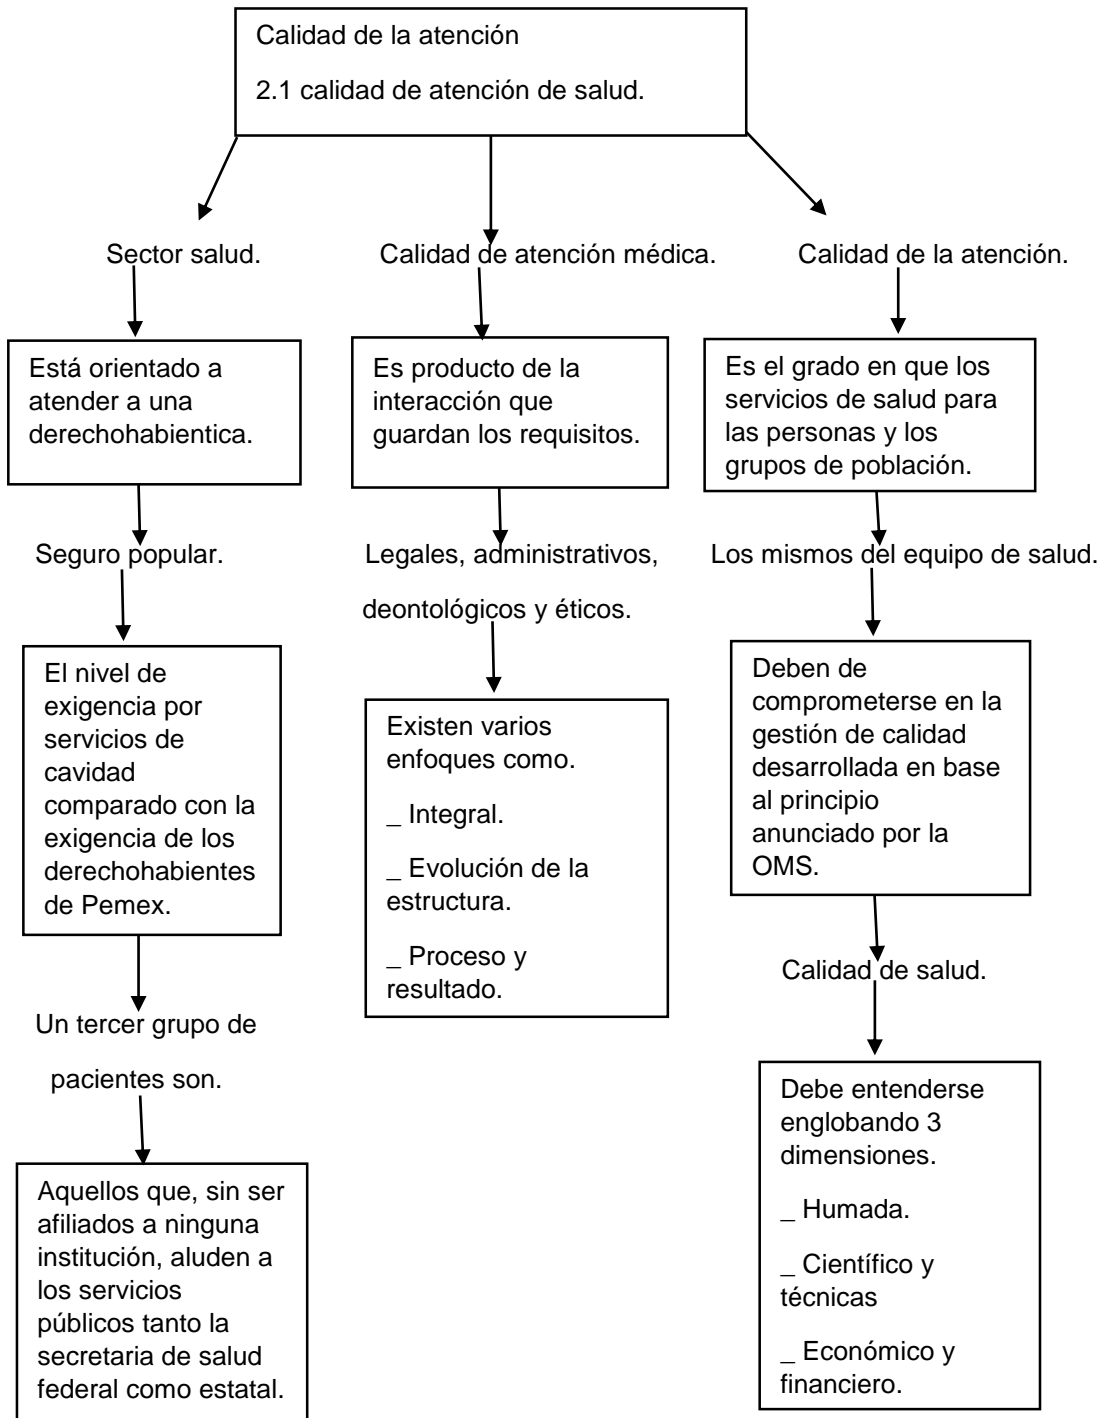 Calidad de la atención
2.1 calidad de atención de salud.
Sector salud.
Está orientado a
atender a una
derechohabientica.
Seguro popular.
El nivel de
exigencia por
servicios de
cavidad
comparado con la
exigencia de los
derechohabientes
de Pemex.
Un tercer grupo de
pacientes son.
Aquellos que, sin ser
afiliados a ninguna
institución, aluden a
los servicios
públicos tanto la
secretaria de salud
federal como estatal.
Calidad de atención médica.
Es producto de la
interacción que
guardan los requisitos.
Legales, administrativos,
deontológicos y éticos.
Existen varios
enfoques como.
_ Integral.
_ Evolución de la
estructura.
_ Proceso y
resultado.
Calidad de la atención.
Es el grado en que los
servicios de salud para
las personas y los
grupos de población.
Los mismos del equipo de salud.
Deben de
comprometerse en la
gestión de calidad
desarrollada en base
al principio
anunciado por la
OMS.
Calidad de salud.
Debe entenderse
englobando 3
dimensiones.
_ Humada.
_ Científico y
técnicas
_ Económico y
financiero.